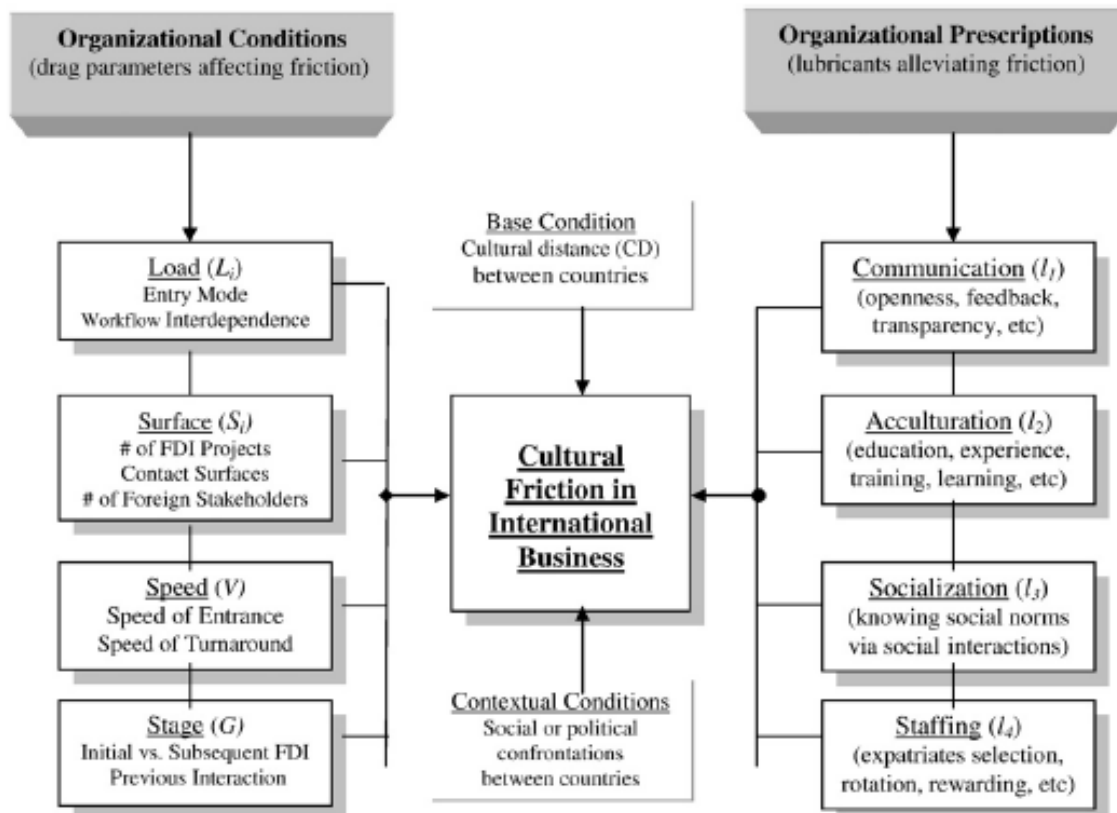 Organizational Conditions
(drag parameters affecting friction)
Organizational Prescriptions
(lubricants alleviating friction)
Base Condition
Cultural distance (CD)
between countries
Load (Li)
Entry Mode
Workflow Interdependence
Surface (Si)
# of FDI Projects
Contact Surfaces
# of Foreign Stakeholders
Speed (V)
Speed of Entrance
Speed of Turnaround
Stage (G)
Initial vs. Subsequent FDI
Previous Interaction
Cultural
Friction in
International
Business
Contextual Conditions
Social or political
confrontations
between countries
Communication (l1)
(openness, feedback,
transparency, etc)
Acculturation (l2)
(education, experience,
training, learning, etc)
Socialization (l3)
(knowing social norms
via social interactions)
Staffing (l4)
(expatriates selection,
rotation, rewarding, etc)